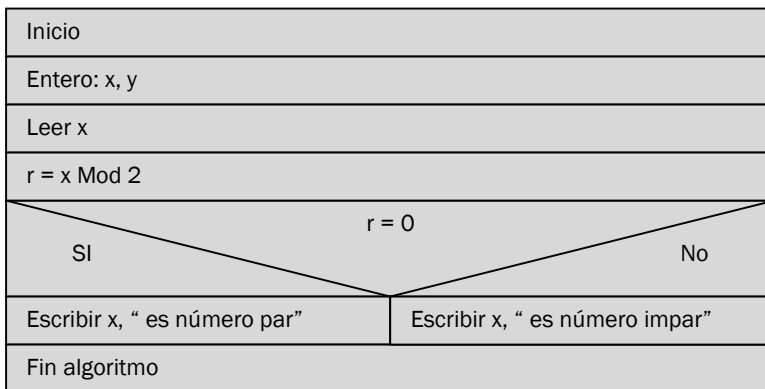 Inicio
Entero: x, y
Leer x
r = x Mod 2
r = 0
SI
No
Escribir x, “ es número par”
Escribir x, “ es número impar”
Fin algoritmo